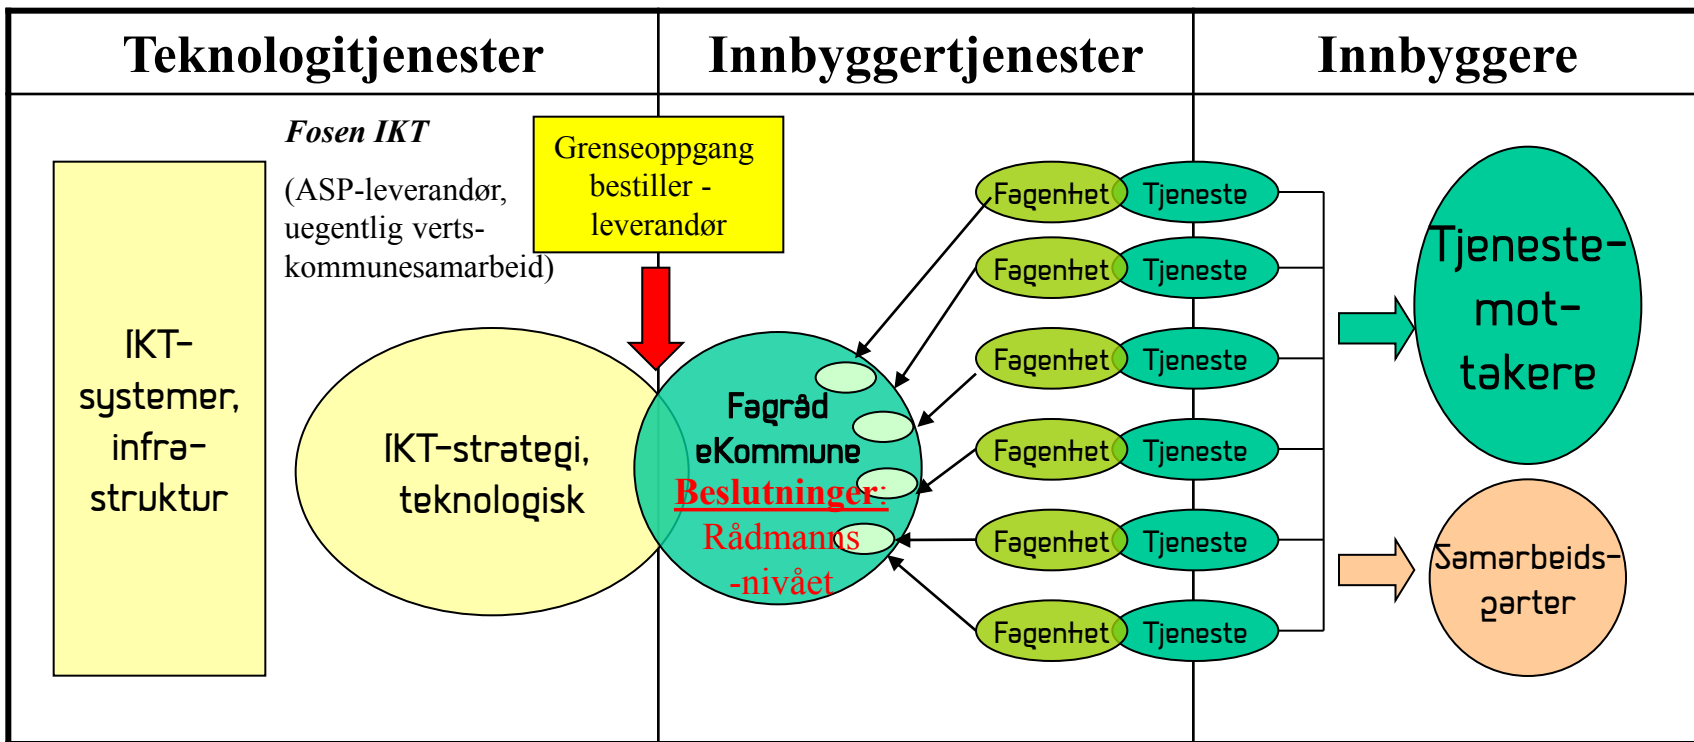 Teknologitjenester
Innbyggertjenester
Innbyggere
Fosen IKT
(ASP-leverandør,
uegentlig verts-
kommunesamarbeid)
Grenseoppgang
bestiller -
leverandør
IKT-
systemer,
infra-
struktur
IKT-strategi,
teknologisk
Fagråd
eKommune
Beslutninger:
Rådmanns
-nivået
Fagenhet Tjeneste
Fagenhet Tjeneste
Fagenhet Tjeneste
Fagenhet Tjeneste
Fagenhet Tjeneste
Fagenhet Tjeneste
Tjeneste-
mot-
takere
Samarbeids-
parter